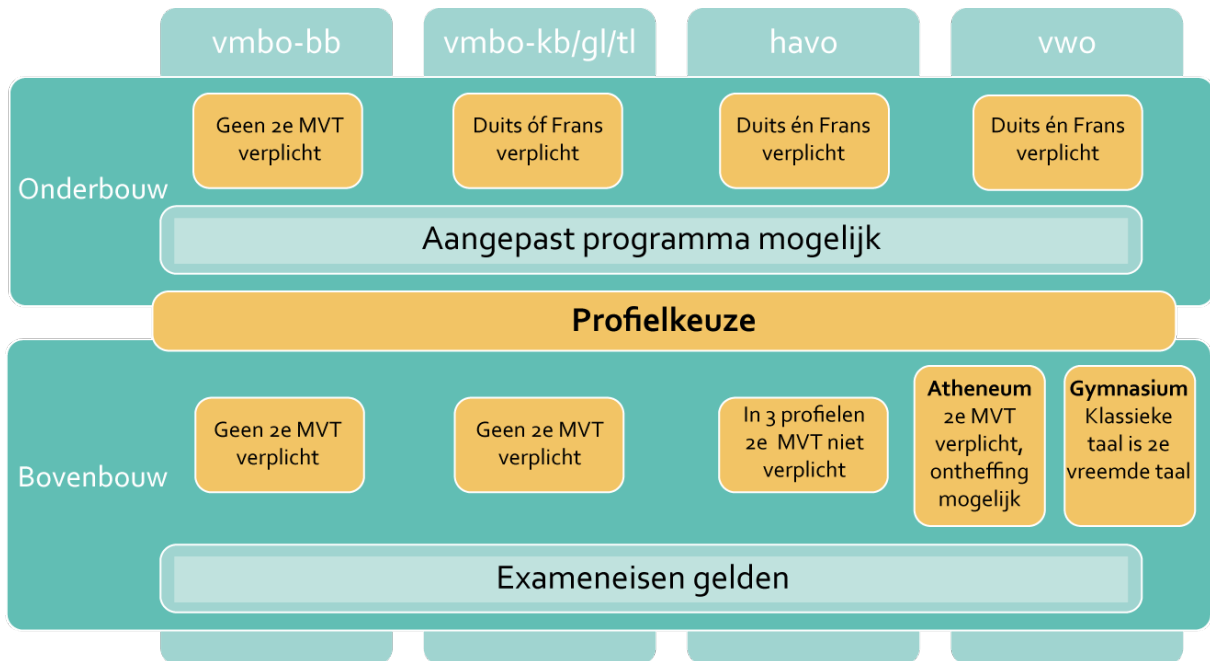 vmbo-bb
vmbo-kb/gl/tl
havo
vwo
Onderbouw
Geen 2e MVT
verplicht
Duits óf Frans
verplicht
Duits én Frans
verplicht
Duits én Frans
verplicht
Aangepast programma mogelijk
Profielkeuze
Bovenbouw
Geen 2e MVT
verplicht
Geen 2e MVT
verplicht
In 3 profielen
2e MVT niet
verplicht
Atheneum
2e MVT
verplicht,
ontheffing
mogelijk
Gymnasium
Klassieke
taal is 2e
vreemde taal
Exameneisen gelden